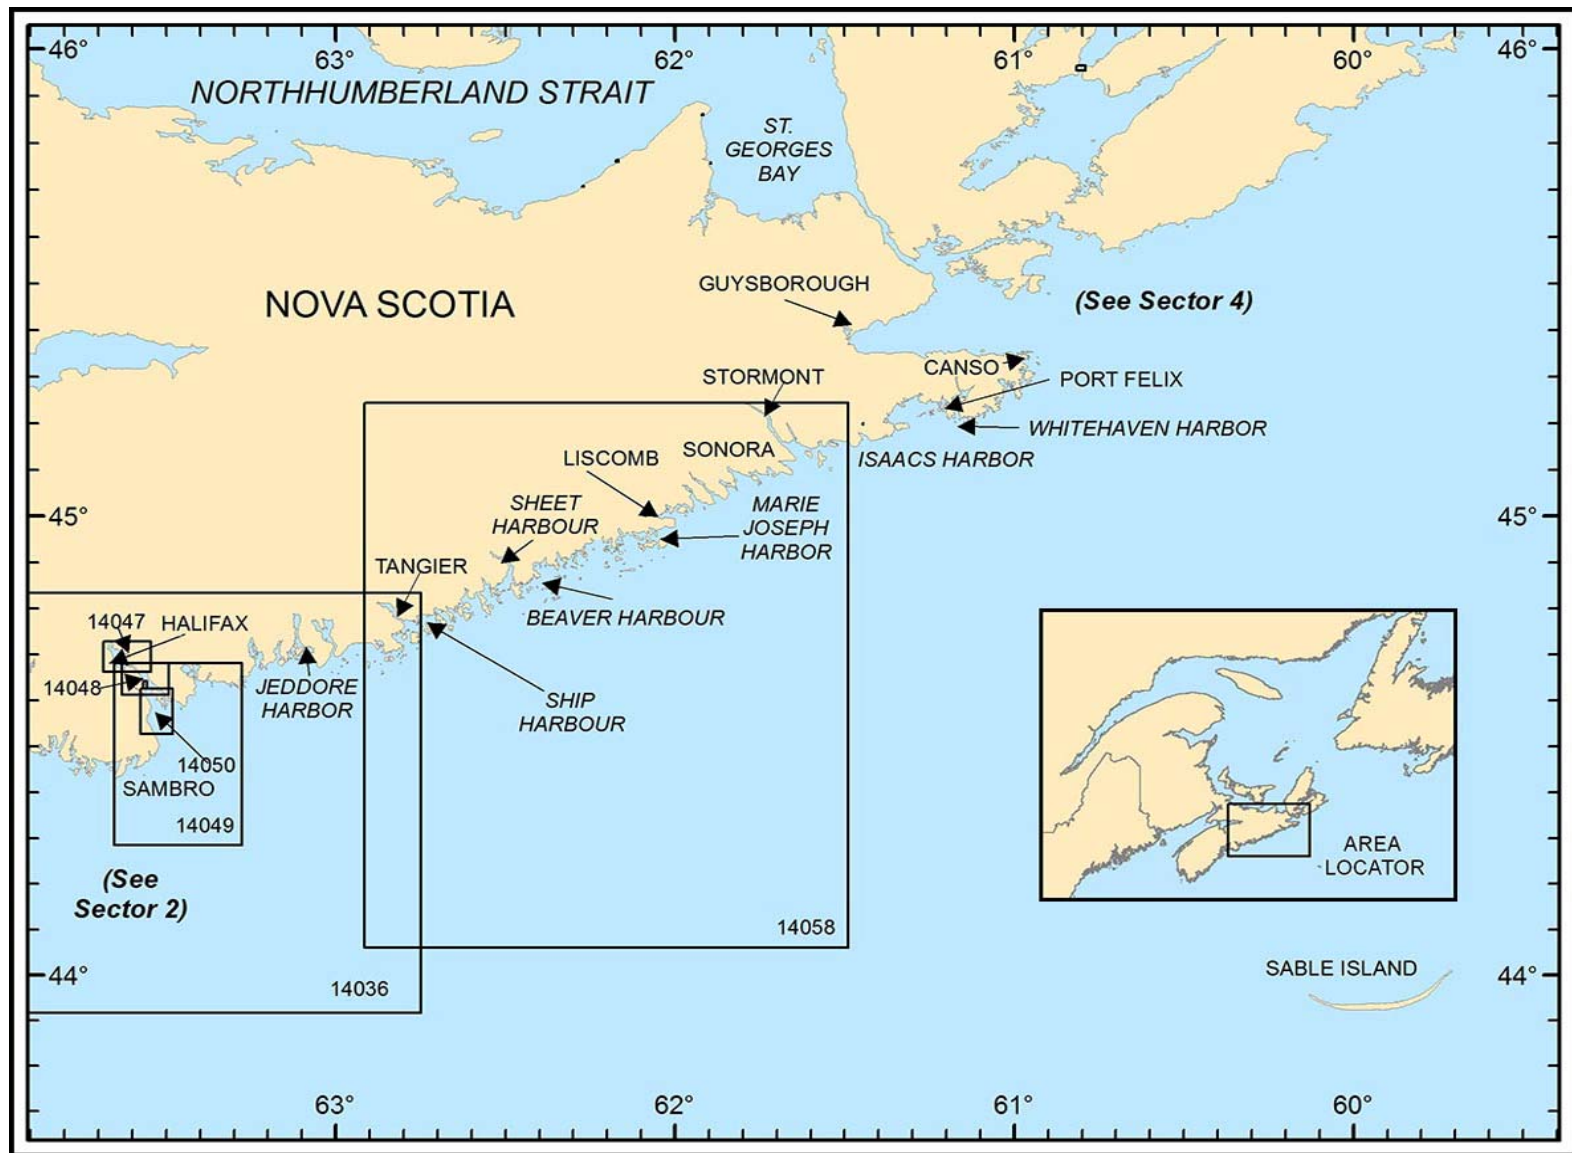 46°
63°
62°
61°
60°
46°
NORTHHUMBERLAND STRAIT
ST.
GEORGES
BAY
GUYSBOROUGH
NOVA SCOTIA
(See Sector 4)
CANSO
STORMONT
PORT FELIX
WHITEHAVEN HARBOR
SONORA
LISCOMB
ISAACS HARBOR
SHEET
HARBOUR
MARIE
JOSEPH
HARBOR
45°
45°
TANGIER
BEAVER HARBOUR
14047
HALIFAX
14048
JEDDORE
HARBOR
SHIP
HARBOUR
14050
SAMBRO
14049
AREA
LOCATOR
(See
Sector 2)
14058
44°
14036
SABLE ISLAND
44°
63°
62°
61°
60°